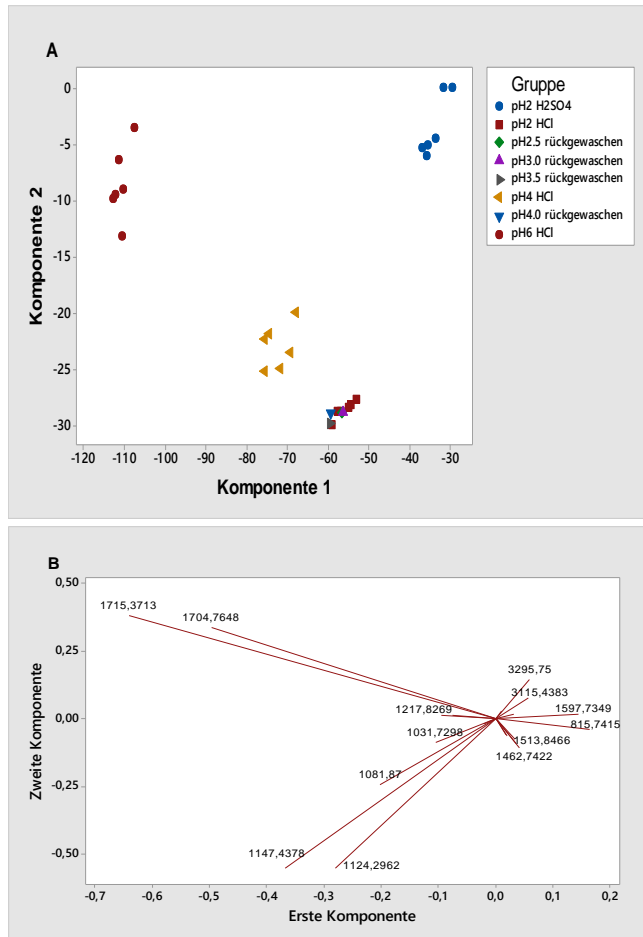 A
Komponente 2
0
-5
-10
-15
-20
-25
-30
-120 -110 -100 -90 -80 -70 -60 -50 -40 -30
Komponente 1
Gruppe
pH2 H2SO4
pH2 HCl
pH2.5 rückgewaschen
pH3.0 rückgewaschen
pH3.5 rückgewaschen
pH4 HCl
pH4.0 rückgewaschen
pH6 HCl
B
Zweite Komponente
0,50
0,25
0,00
-0,25
-0,50
1715,3713
1704,7648
3295,75
3115,4383
1217,8269
1597,7349
815,7415
1031,7298
1513,8466
1462,7422
1081,87
1147,4378
1124,2962
-0,7 -0,6 -0,5 -0,4 -0,3 -0,2 -0,1 0,0 0,1 0,2
Erste Komponente